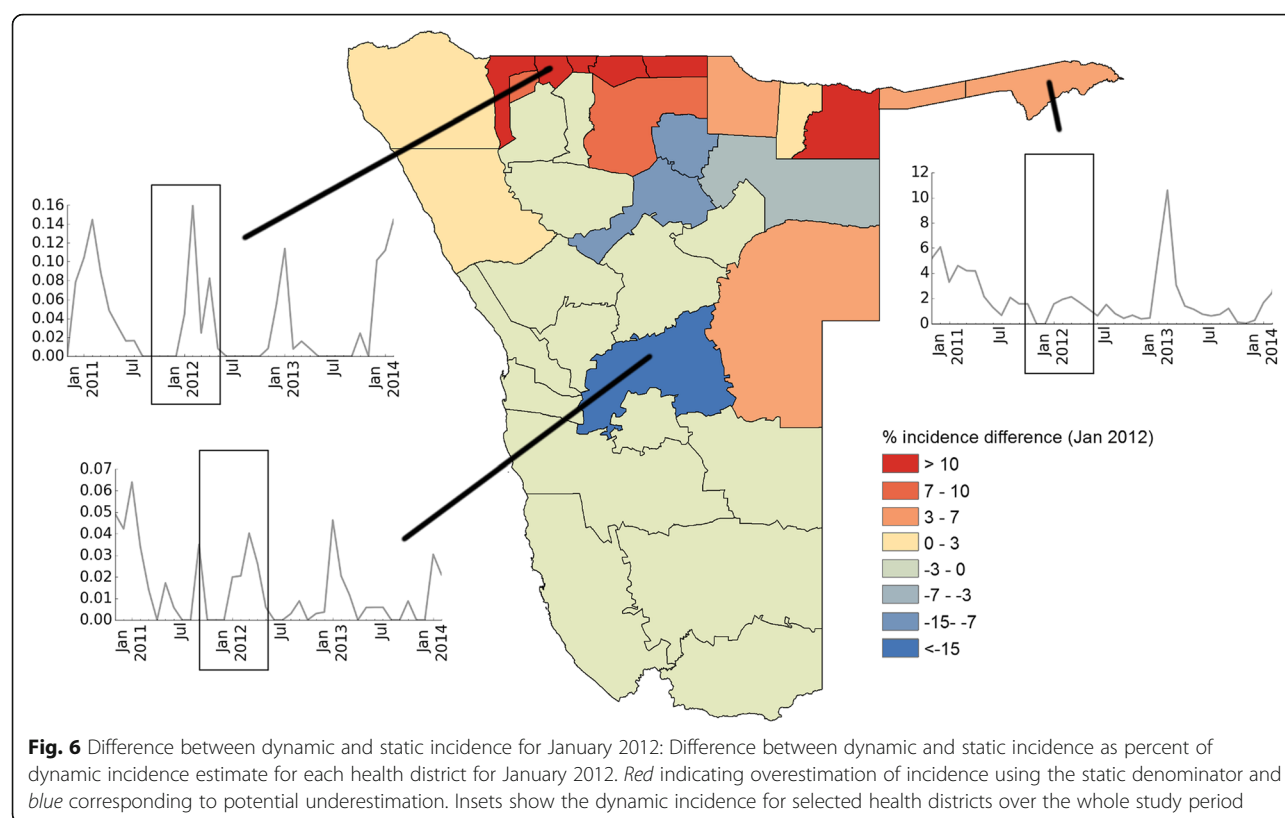 0.16
0.14
0.12
0.10
0.08
0.06
0.04
0.02
0.00
Jan
2011
Jul
Jan
2012
Jul
Jan
2013
Jul
Jan
2014
12
10
8
6
4
2
0
Jan
2011
Jul
Jan
2012
Jul
Jan
2013
Jul
Jan
2014
0.07
0.06
0.05
0.04
0.03
0.02
0.01
0.00
Jan
2011
Jul
Jan
2012
Jul
Jan
2013
Jul
Jan
2014
% incidence difference (Jan 2012)
> 10
7 - 10
3 - 7
0 - 3
-3 - 0
-7 - -3
-15- -7
<-15
Fig. 6 Difference between dynamic and static incidence for January 2012: Difference between dynamic and static incidence as percent of
dynamic incidence estimate for each health district for January 2012. Red indicating overestimation of incidence using the static denominator and
blue corresponding to potential underestimation. Insets show the dynamic incidence for selected health districts over the whole study period